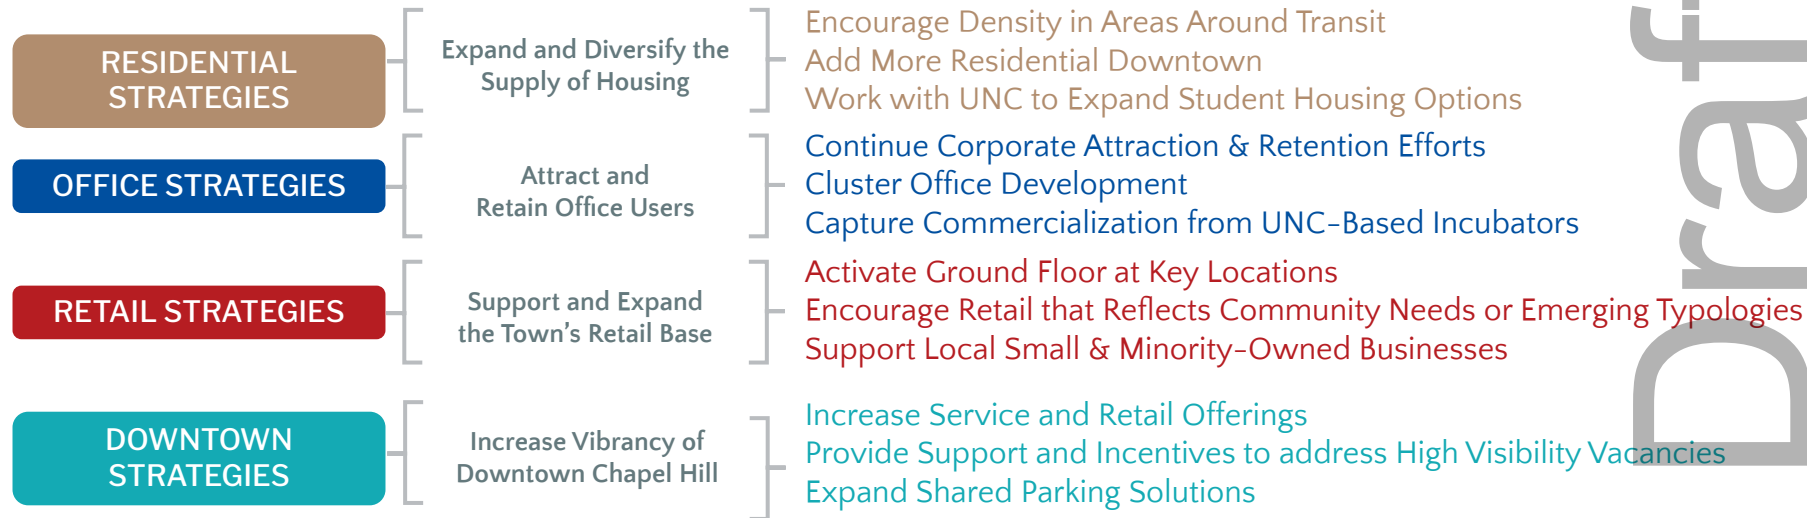 RESIDENTIAL
STRATEGIES
Expand and Diversify the
Supply of Housing
Encourage Density in Areas Around Transit
Add More Residential Downtown
Work with UNC to Expand Student Housing Options
OFFICE STRATEGIES
Attract and
Retain Office Users
Continue Corporate Attraction & Retention Efforts
Cluster Office Development
Capture Commercialization from UNC-Based Incubators
RETAIL STRATEGIES
Support and Expand
the Town's Retail Base
Activate Ground Floor at Key Locations
Encourage Retail that Reflects Community Needs or Emerging Typologies
Support Local Small & Minority-Owned Businesses
DOWNTOWN
STRATEGIES
Increase Vibrancy of
Downtown Chapel Hill
Increase Service and Retail Offerings
Provide Support and Incentives to address High Visibility Vacancies
Expand Shared Parking Solutions
Draf